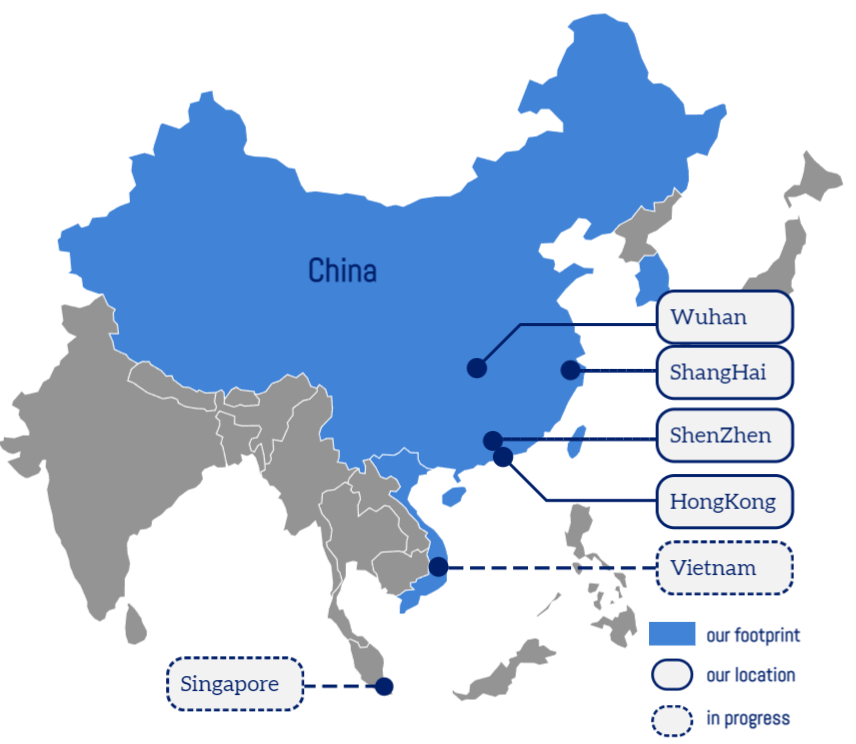 China
Wuhan
ShangHai
ShenZhen
HongKong
Vietnam
our footprint
our location
Singapore
in progress